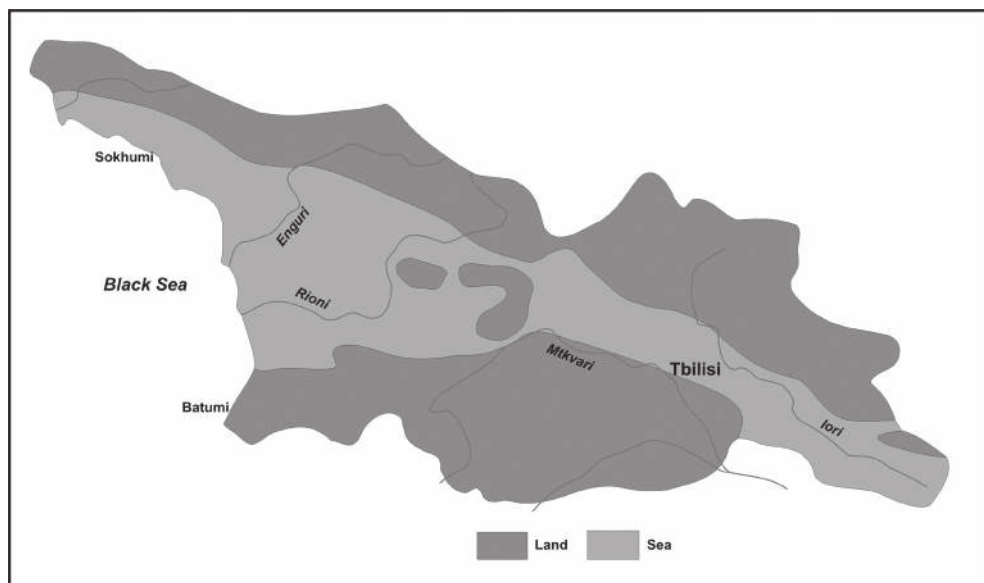 Sokhumi
Enguri
Black Sea
Rioni
Mtkvari
Tbilisi
Batumi
Iori
Land
Sea